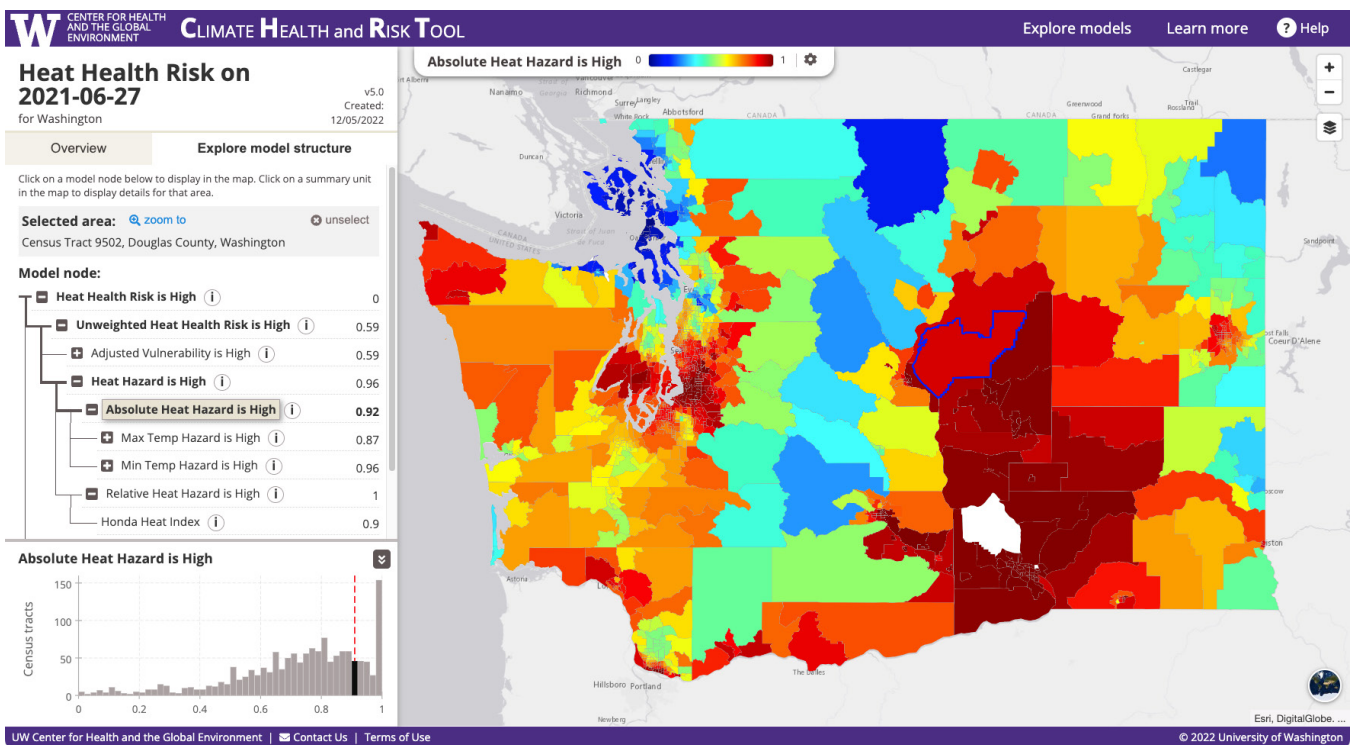 W CENTER FOR HEALTH
AND THE GLOBAL
ENVIRONMENT
CLIMATE HEALTH and RISK TOOL
Explore models
Learn more
? Help
Heat Health Risk on
2021-06-27
for Washington
v5.0
Created:
12/05/2022
Overview
Explore model structure
Click on a model node below to display in the map. Click on a summary unit
in the map to display details for that area.
Selected area: zoom to unselect
Census Tract 9502, Douglas County, Washington
Model node:
Heat Health Risk is High i 0
Unweighted Heat Health Risk is High i 0.59
Adjusted Vulnerability is High i 0.59
Heat Hazard is High i 0.96
Absolute Heat Hazard is High i 0.92
Max Temp Hazard is High i 0.87
Min Temp Hazard is High i 0.96
Relative Heat Hazard is High i 1
Honda Heat Index i 0.9
Absolute Heat Hazard is High
Census tracts
150
100
50
0
0 0.2 0.4 0.6 0.8 1
Absolute Heat Hazard is High 0 1
Nanaimo
Richmond
Surrey
Langley
White Rock
Abbotsford
CANADA
Castlegar
Greenwood
Trail
Rossland
CANADA
Grand Forks
Duncan
Victoria
CANADA
UNITED STATES
Strait of Juan
de Fuca
Sandpoint
Coeur D'Alene
Astoria
The Dalles
Hillsboro
Portland
Newberg
+
−
Esri, DigitalGlobe. ...
UW Center for Health and the Global Environment | Contact Us | Terms of Use
© 2022 University of Washington